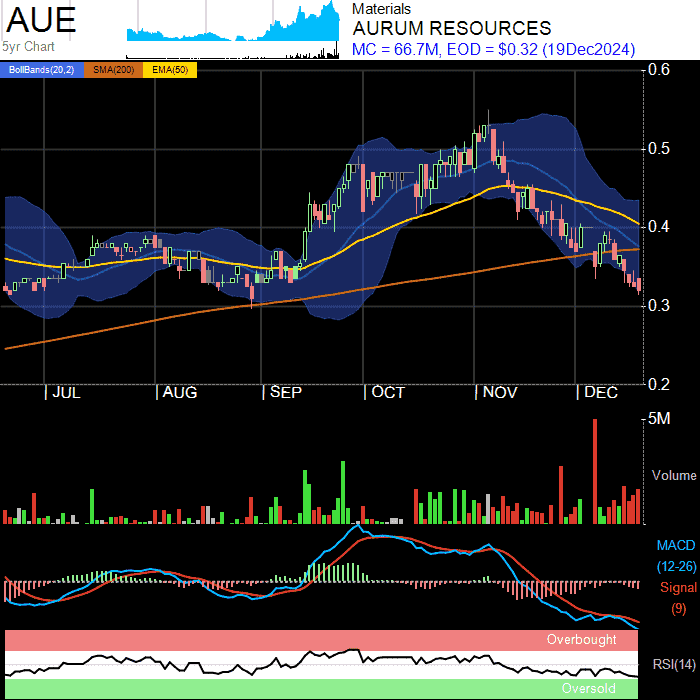 AUE
5yr Chart
Materials
AURUM RESOURCES
MC = 66.7M, EOD = $0.32 (19Dec2024)
BollBands(20,2) SMA(200) EMA(50)
0.6
0.5
0.4
0.3
0.2
| JUL | AUG | SEP | OCT | NOV | DEC
5M
Volume
MACD
(12-26)
Signal
(9)
Overbought
RSI(14)
Oversold